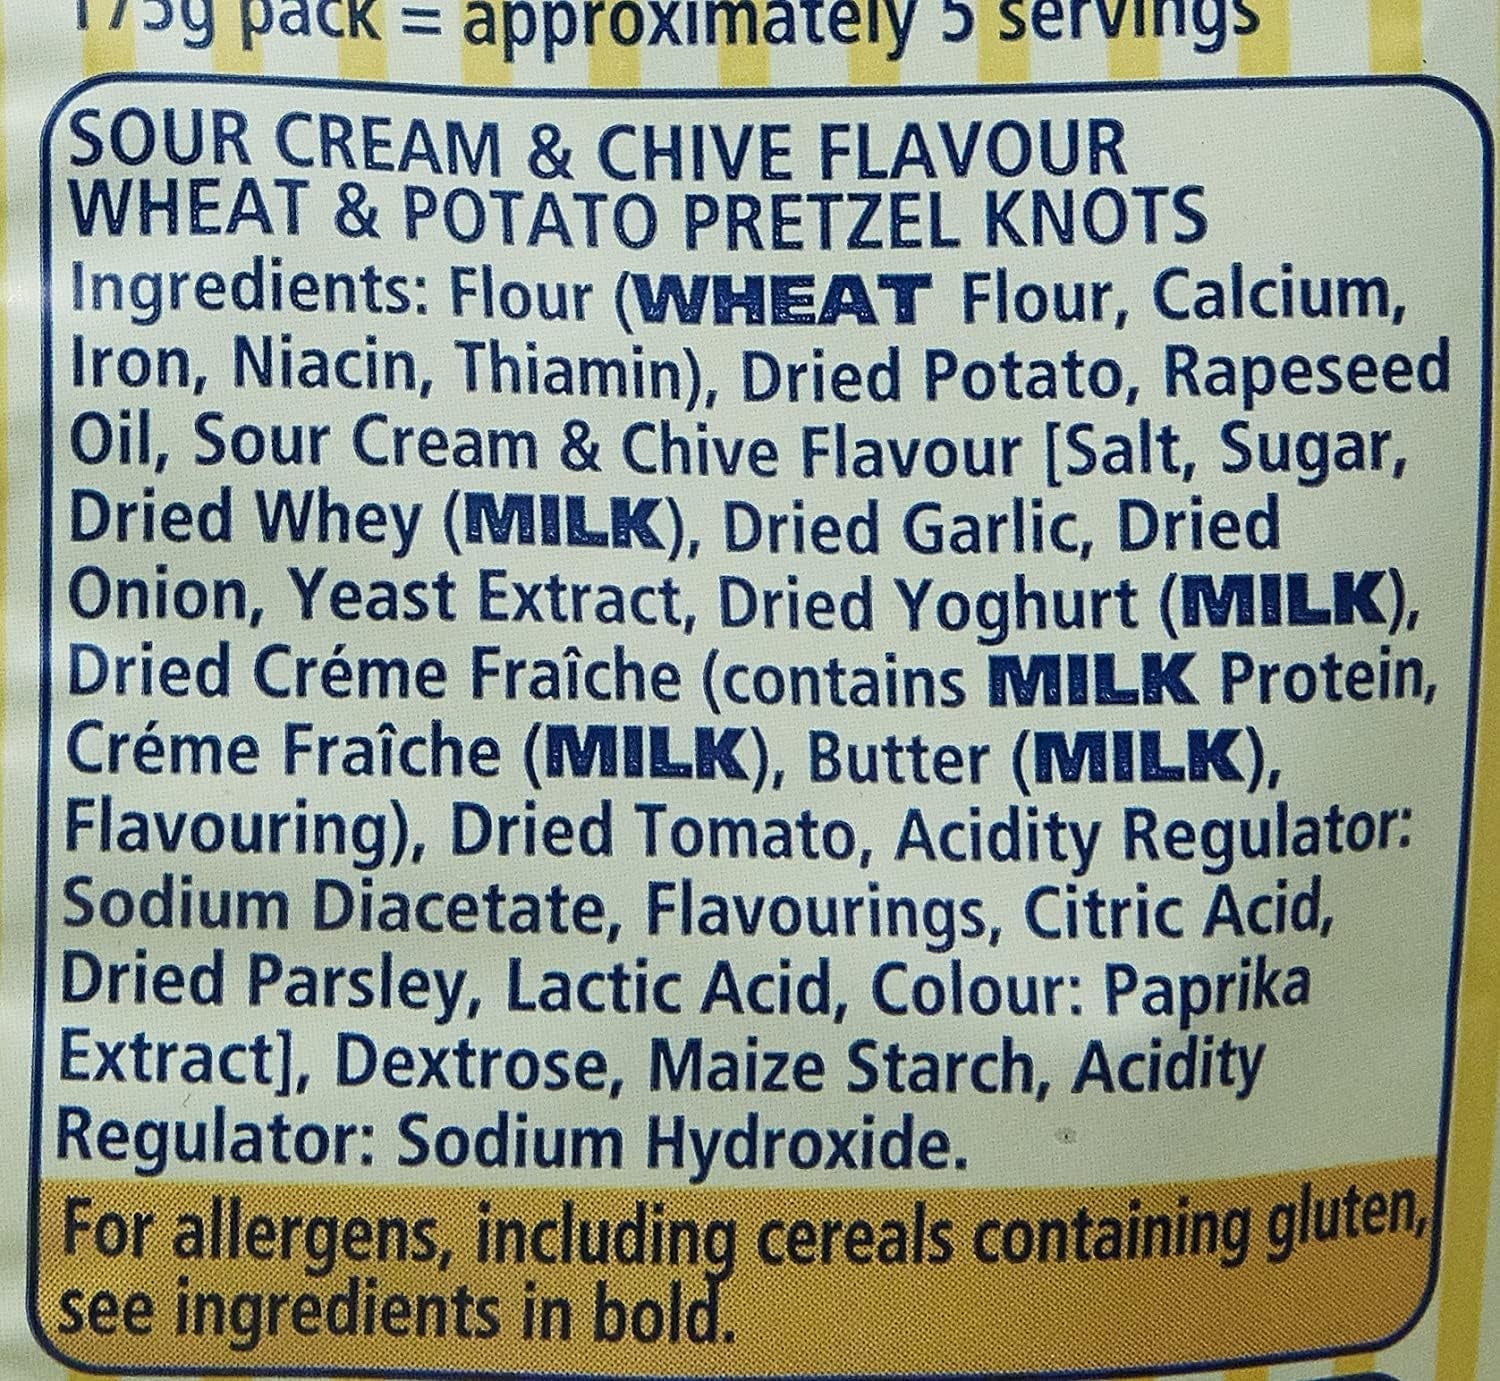 175g pack = approximately 5 servings
SOUR CREAM & CHIVE FLAVOUR
WHEAT & POTATO PRETZEL KNOTS
Ingredients: Flour (WHEAT Flour, Calcium,
Iron, Niacin, Thiamin), Dried Potato, Rapeseed
Oil, Sour Cream & Chive Flavour [Salt, Sugar,
Dried Whey (MILK), Dried Garlic, Dried
Onion, Yeast Extract, Dried Yoghurt (MILK),
Dried Créme Fraîche (contains MILK Protein,
Créme Fraîche (MILK), Butter (MILK),
Flavouring), Dried Tomato, Acidity Regulator:
Sodium Diacetate, Flavourings, Citric Acid,
Dried Parsley, Lactic Acid, Colour: Paprika
Extract], Dextrose, Maize Starch, Acidity
Regulator: Sodium Hydroxide.
For allergens, including cereals containing gluten,
see ingredients in bold.